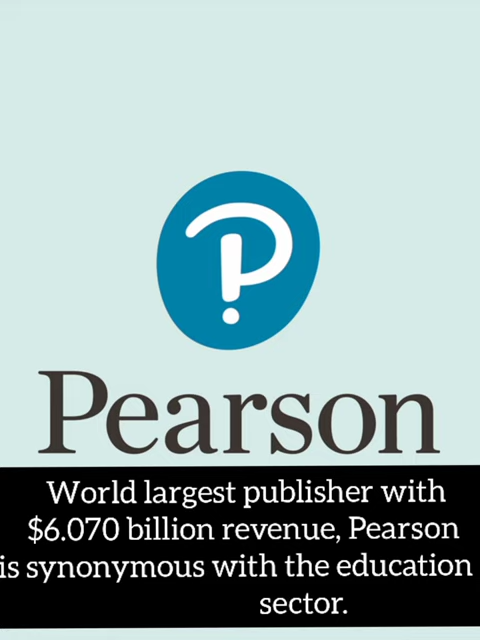 Pearson
World largest publisher with
$6.070 billion revenue, Pearson
is synonymous with the education
sector.